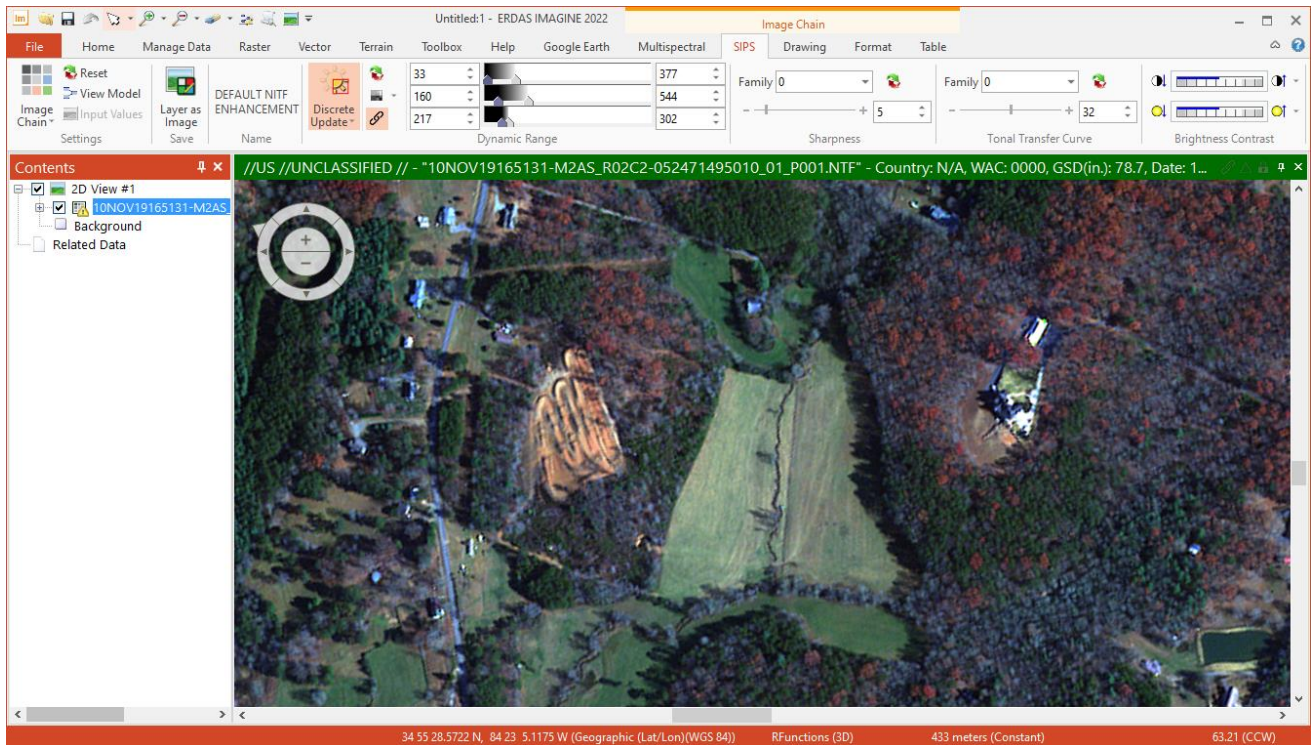 Untitled:1 - ERDAS IMAGINE 2022
Image Chain
File Home Manage Data Raster Vector Terrain Toolbox Help Google Earth Multispectral SIPS Drawing Format Table
Image Chain
Reset
View Model
Input Values
Settings
Layer as Image
Save
DEFAULT NITF
ENHANCEMENT
Name
Discrete Update
33 377
160 544
217 302
Dynamic Range
Family 0
5
Sharpness
Family 0
32
Tonal Transfer Curve
Brightness Contrast
Contents
2D View #1
10NOV19165131-M2AS_
Background
Related Data
//US //UNCLASSIFIED // - "10NOV19165131-M2AS_R02C2-052471495010_01_P001.NTF" - Country: N/A, WAC: 0000, GSD(in.): 78.7, Date: 1...
34 55 28.5722 N, 84 23 5.1175 W (Geographic (Lat/Lon)(WGS 84)) RFunctions (3D) 433 meters (Constant) 63.21 (CCW)